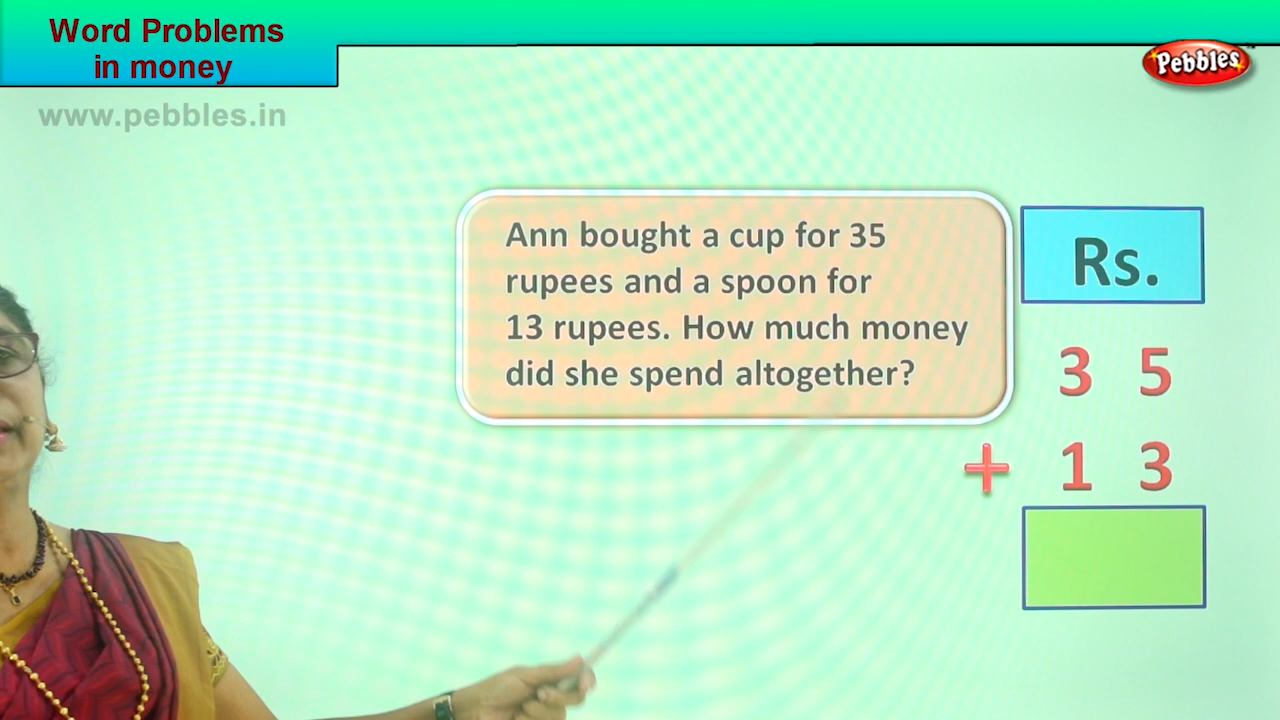 Word Problems
in money
Pebbles
www.pebbles.in
Ann bought a cup for 35
rupees and a spoon for
13 rupees. How much money
did she spend altogether?
Rs.
3 5
+ 1 3